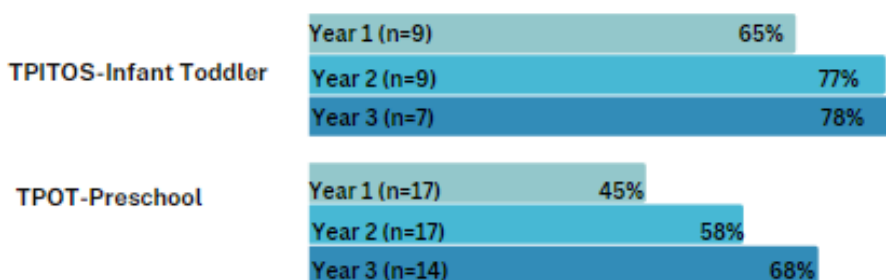 Year 1 (n=9) 65%
TPITOS-Infant Toddler
Year 2 (n=9) 77%
Year 3 (n=7) 78%
TPOT-Preschool
Year 1 (n=17) 45%
Year 2 (n=17) 58%
Year 3 (n=14) 68%